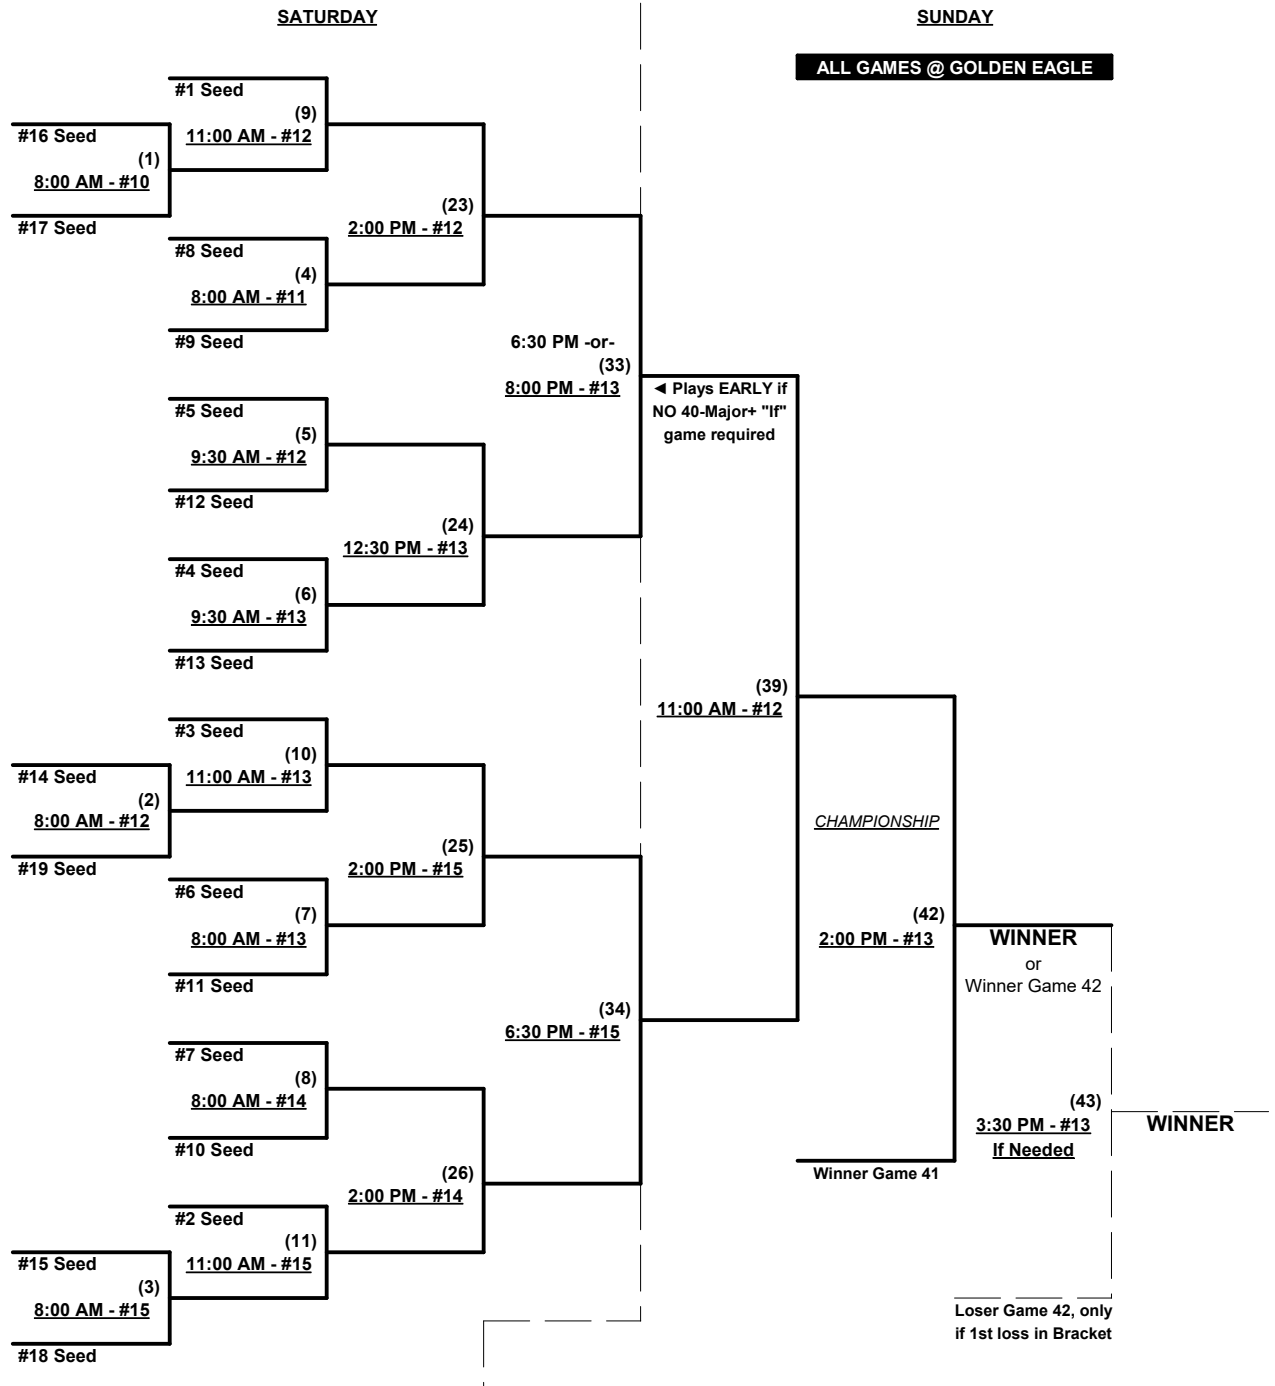 SATURDAY
SUNDAY
ALL GAMES @ GOLDEN EAGLE
#1 Seed
(9)
11:00 AM - #12
#16 Seed
(1)
8:00 AM - #10
#17 Seed
(23)
2:00 PM - #12
#8 Seed
(4)
8:00 AM - #11
#9 Seed
6:30 PM -or-
(33)
8:00 PM - #13
◄ Plays EARLY if
NO 40-Major+ "If"
game required
#5 Seed
(5)
9:30 AM - #12
#12 Seed
(24)
12:30 PM - #13
#4 Seed
(6)
9:30 AM - #13
#13 Seed
(39)
11:00 AM - #12
#3 Seed
(10)
11:00 AM - #13
#14 Seed
(2)
8:00 AM - #12
#19 Seed
(25)
2:00 PM - #15
#6 Seed
(7)
8:00 AM - #13
#11 Seed
CHAMPIONSHIP
(42)
2:00 PM - #13
WINNER
or
Winner Game 42
(34)
6:30 PM - #15
#7 Seed
(8)
8:00 AM - #14
#10 Seed
(43)
3:30 PM - #13
If Needed
WINNER
Winner Game 41
(26)
2:00 PM - #14
#2 Seed
(11)
11:00 AM - #15
#15 Seed
(3)
8:00 AM - #15
#18 Seed
Loser Game 42, only
if 1st loss in Bracket